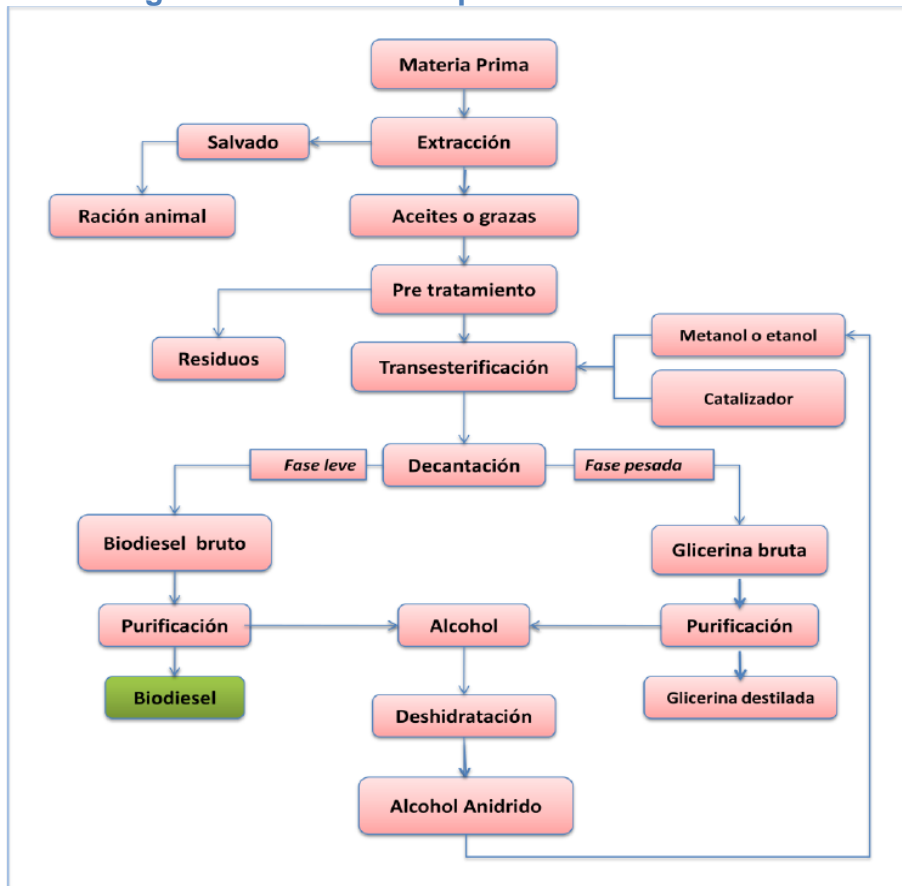 Materia Prima
Salvado
Extracción
Ración animal
Aceites o grazas
Pre tratamiento
Residuos
Metanol o etanol
Transesterificación
Catalizador
Fase leve
Decantación
Fase pesada
Biodiesel bruto
Glicerina bruta
Purificación
Alcohol
Purificación
Biodiesel
Glicerina destilada
Deshidratación
Alcohol Anidrido